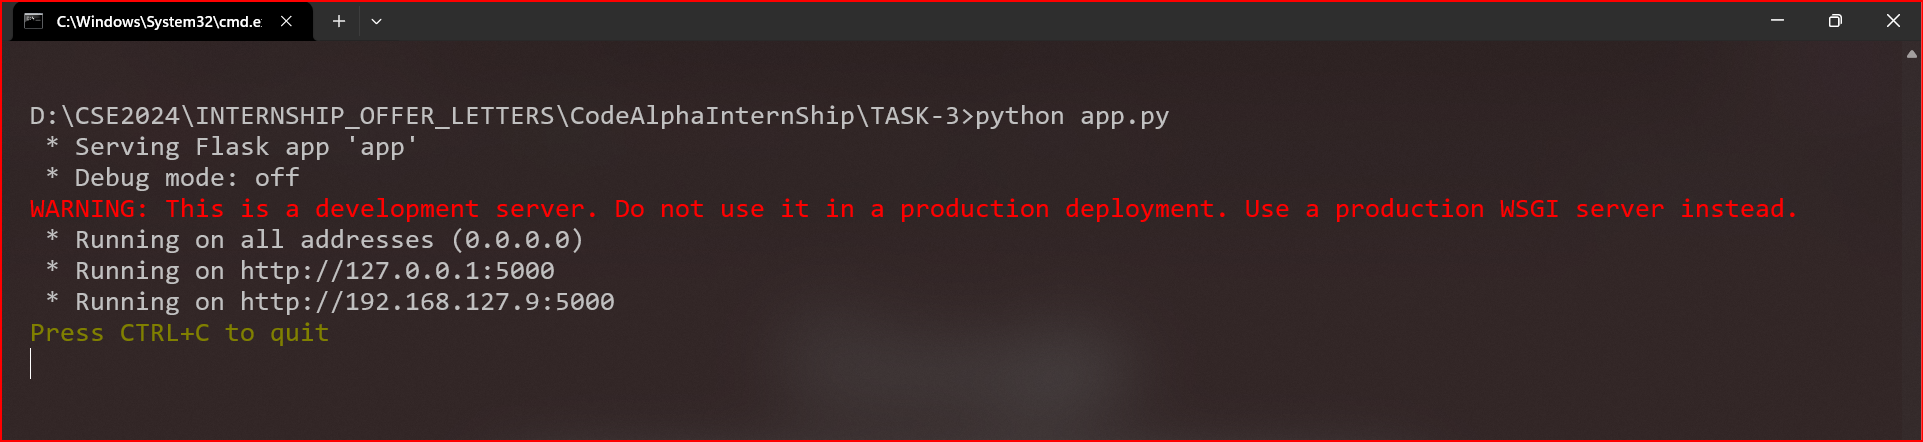 C:\Windows\System32\cmd.e
D:\CSE2024\INTERNSHIP_OFFER_LETTERS\CodeAlphaInternShip\TASK-3>python app.py
* Serving Flask app 'app'
* Debug mode: off
WARNING: This is a development server. Do not use it in a production deployment. Use a production WSGI server instead.
* Running on all addresses (0.0.0.0)
* Running on http://127.0.0.1:5000
* Running on http://192.168.127.9:5000
Press CTRL+C to quit